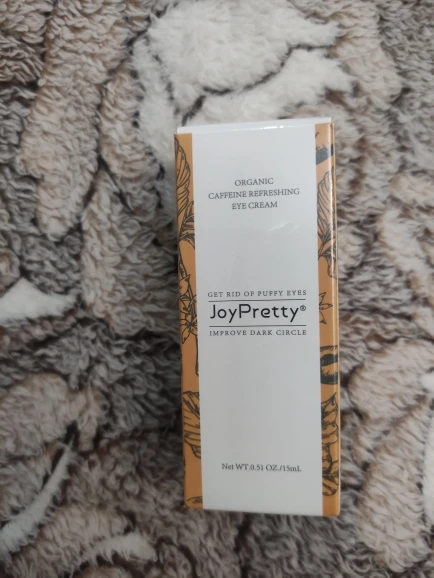 ORGANIC
CAFFEINE REFRESHING
EYE CREAM
GET RID OF PUFFY EYES
JoyPretty®
IMPROVE DARK CIRCLE
Net WT.0.51 OZ./15mL